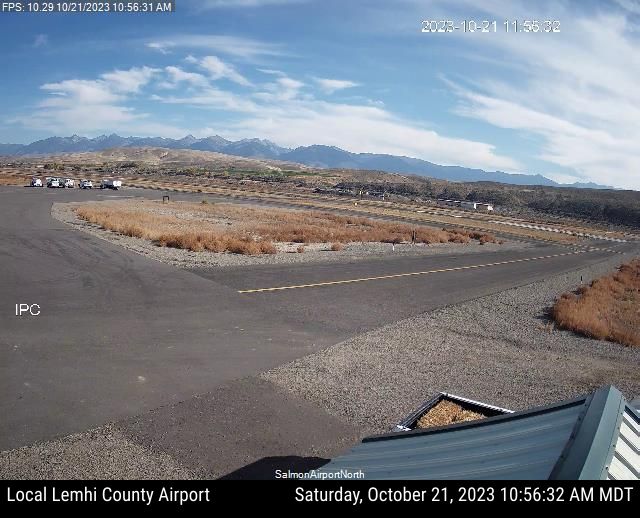 FPS: 10.29 10/21/2023 10:56:31 AM
2023-10-21 11:56:32
IPC
SalmonAirportNorth
Local Lemhi County Airport
Saturday, October 21, 2023 10:56:32 AM MDT